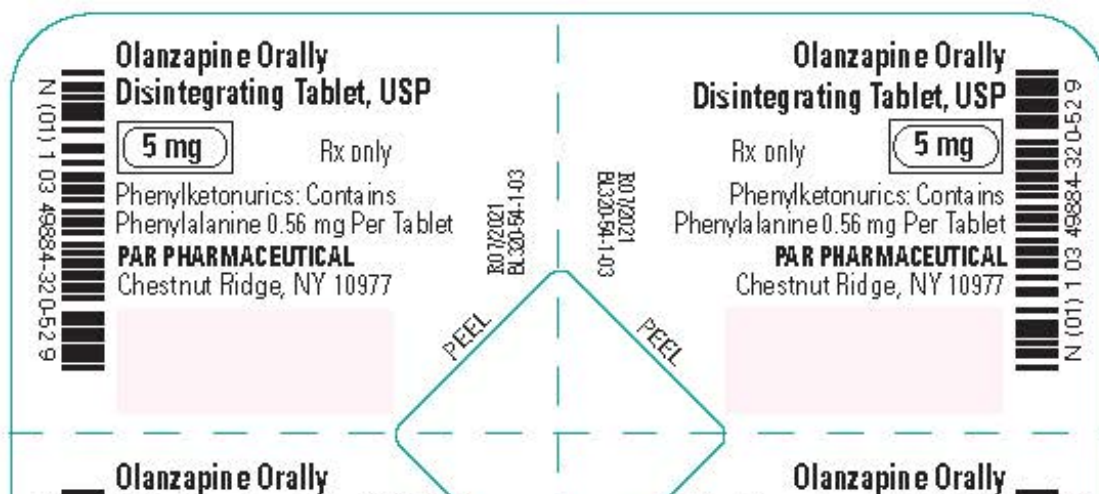 Olanzapine Orally
Disintegrating Tablet, USP
5 mg
Rx only
Phenylketonurics: Contains
Phenylalanine 0.56 mg Per Tablet
PAR PHARMACEUTICAL
Chestnut Ridge, NY 10977
N (01) 1 03 49884-320-52 9
R07/2021
BL320-54-1-03
PEEL
Olanzapine Orally
Disintegrating Tablet, USP
Rx only
5 mg
Phenylketonurics: Contains
Phenylalanine 0.56 mg Per Tablet
PAR PHARMACEUTICAL
Chestnut Ridge, NY 10977
N (01) 1 03 49884-320-52 9
R07/2021
BL320-54-1-03
PEEL
Olanzapine Orally
Olanzapine Orally